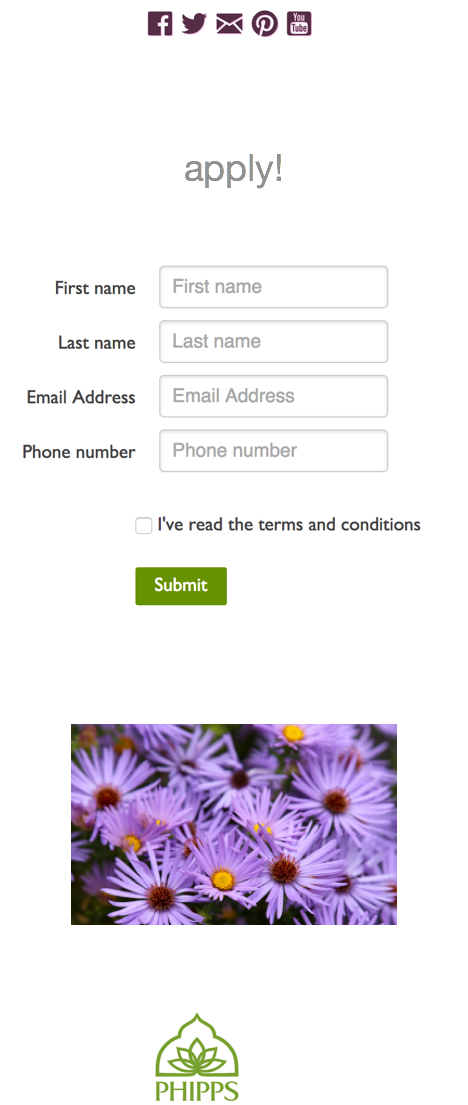 You
Tube
apply!
First name First name
Last name Last name
Email Address Email Address
Phone number Phone number
I've read the terms and conditions
Submit
PHIPPS